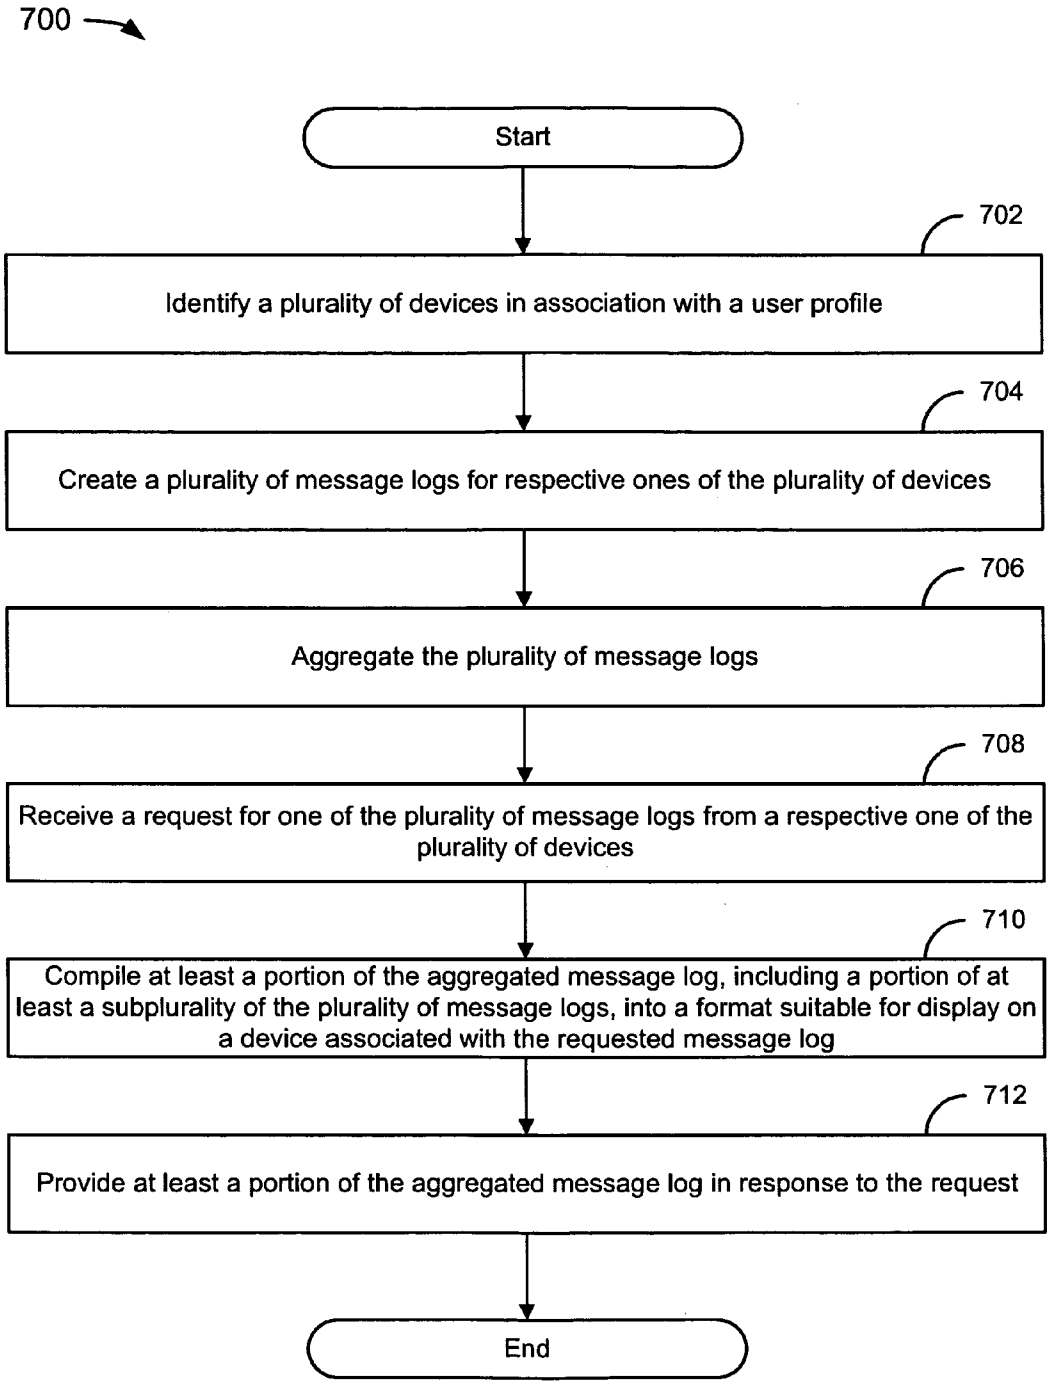 700
Start
702
Identify a plurality of devices in association with a user profile
704
Create a plurality of message logs for respective ones of the plurality of devices
706
Aggregate the plurality of message logs
708
Receive a request for one of the plurality of message logs from a respective one of the
plurality of devices
710
Compile at least a portion of the aggregated message log, including a portion of at
least a subplurality of the plurality of message logs, into a format suitable for display on
a device associated with the requested message log
712
Provide at least a portion of the aggregated message log in response to the request
End